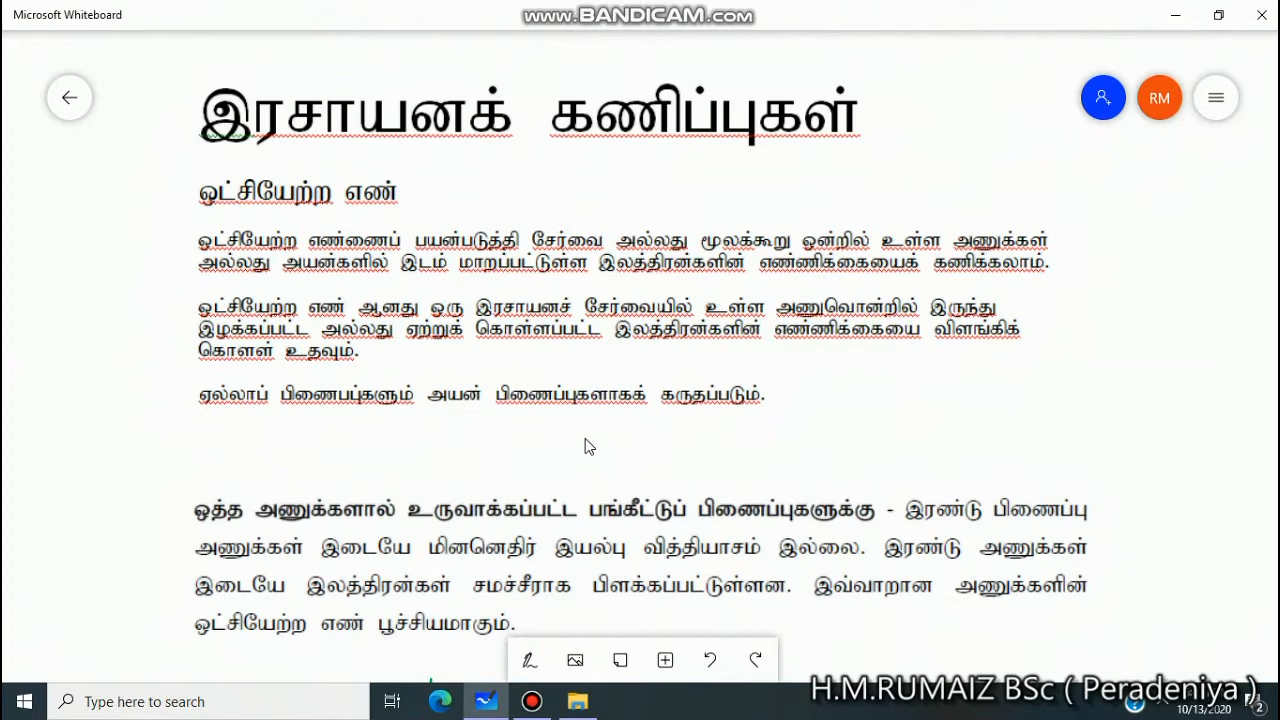 Microsoft Whiteboard
www.BANDICAM.com
இரசாயனக் கணிப்புகள்
RM
ஒட்சியேற்ற எண்
ஒட்சியேற்ற எண்ணைப் பயன்படுத்தி சேர்வை அல்லது மூலக்கூறு ஒன்றில் உள்ள அணுக்கள்
அல்லது அயன்களில் இடம் மாறப்பட்டுள்ள இலத்திரன்களின் எண்ணிக்கையைக் கணிக்கலாம்.
ஒட்சியேற்ற எண் ஆனது ஒரு இரசாயனச் சேர்வையில் உள்ள அணுவொன்றில் இருந்து
இழக்கப்பட்ட அல்லது ஏற்றுக் கொள்ளப்பட்ட இலத்திரன்களின் எண்ணிக்கையை விளங்கிக்
கொளள் உதவும்.
ஏல்லாப் பிணைபபு்களும் அயன் பிணைப்புகளாகக் கருதப்படும்.
ஒத்த அணுக்களால் உருவாக்கப்பட்ட பங்கீட்டுப் பிணைப்புகளுக்கு - இரண்டு பிணைப்பு
அணுக்கள் இடையே மினனெதிர் இயல்பு வித்தியாசம் இல்லை. இரண்டு அணுக்கள்
இடையே இலத்திரன்கள் சமச்சீராக பிளக்கப்பட்டுள்ளன. இவ்வாறான அணுக்களின்
ஒட்சியேற்ற எண் பூச்சியமாகும்.
Type here to search
H.M.RUMAIZ BSc ( Peradeniya )
10/13/2020
2